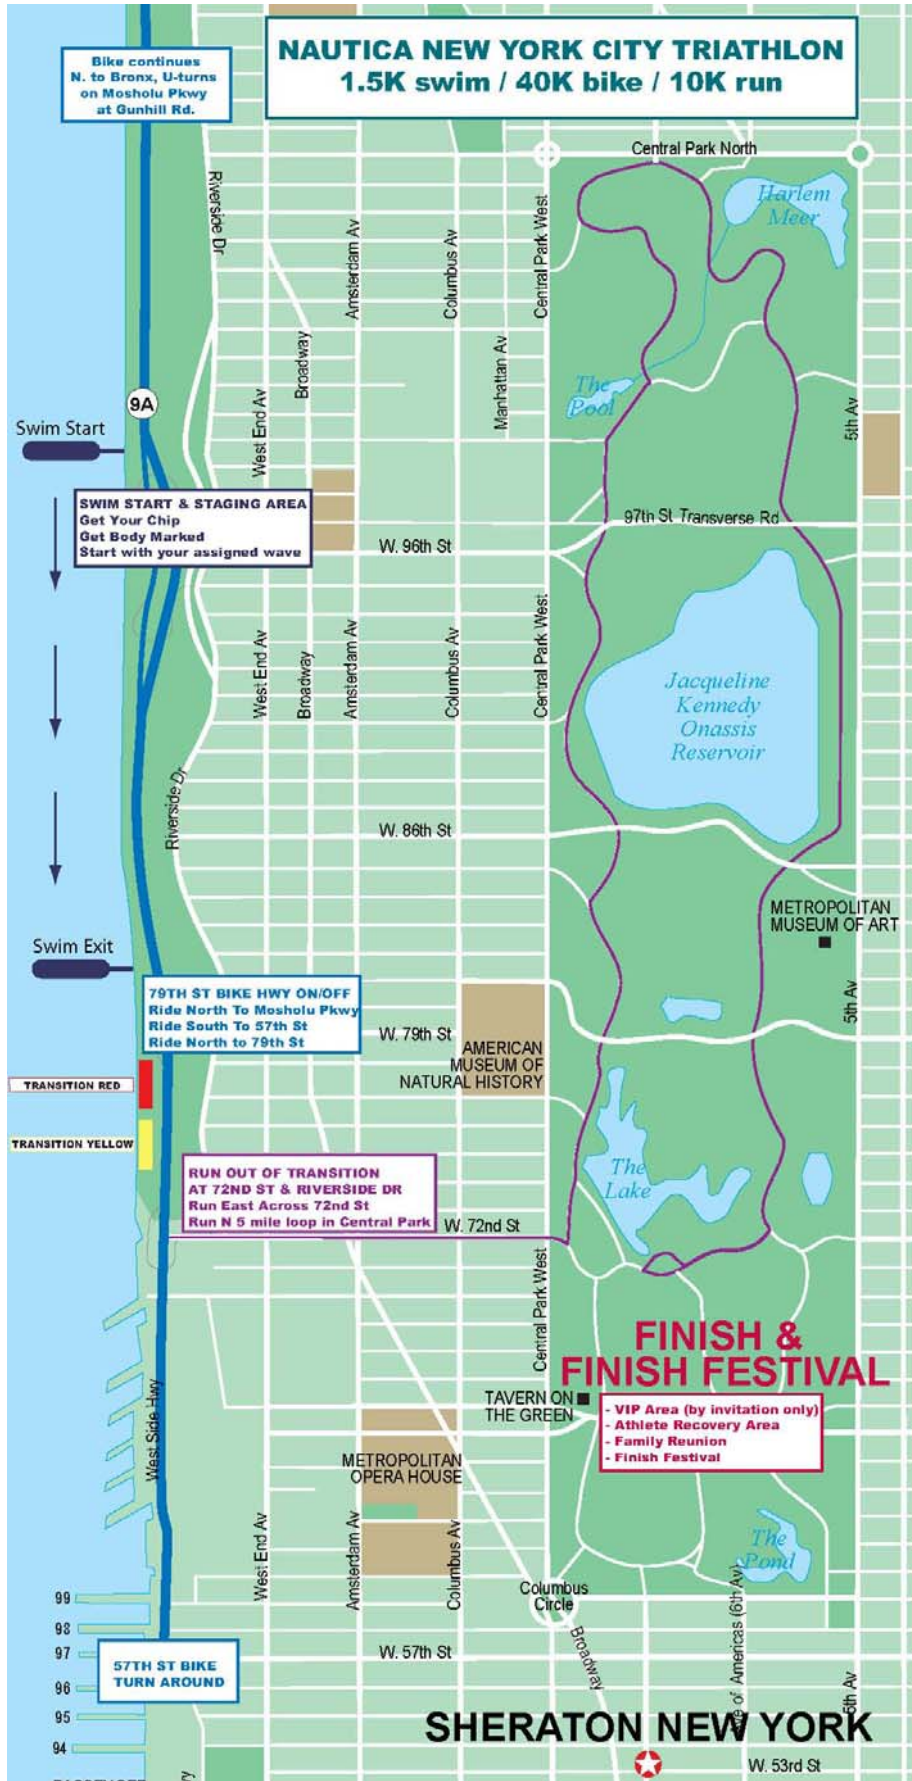 NAUTICA NEW YORK CITY TRIATHLON
1.5K swim / 40K bike / 10K run
Bike continues
N. to Bronx, U-turns
on Mosholu Pkwy
at Gunhill Rd.
Central Park North
Harlem
Meer
Riverside Dr
Amsterdam Av
Columbus Av
Central Park West
Broadway
Manhattan Av
West End Av
The
Pool
5th Av
9A
Swim Start
SWIM START & STAGING AREA
Get Your Chip
Get Body Marked
Start with your assigned wave
97th St Transverse Rd
W. 96th St
West End Av
Broadway
Amsterdam Av
Columbus Av
Central Park West
Jacqueline
Kennedy
Onassis
Reservoir
Riverside Dr
W. 86th St
METROPOLITAN
MUSEUM OF ART
Swim Exit
79TH ST BIKE HWY ON/OFF
Ride North To Mosholu Pkwy
Ride South To 57th St
Ride North to 79th St
5th Av
W. 79th St
AMERICAN
MUSEUM OF
NATURAL HISTORY
TRANSITION RED
TRANSITION YELLOW
The
Lake
RUN OUT OF TRANSITION
AT 72ND ST & RIVERSIDE DR
Run East Across 72nd St
Run N 5 mile loop in Central Park
W. 72nd St
Central Park West
FINISH &
FINISH FESTIVAL
- VIP Area (by invitation only)
- Athlete Recovery Area
- Family Reunion
- Finish Festival
TAVERN ON
THE GREEN
West Side Hwy
METROPOLITAN
OPERA HOUSE
West End Av
Amsterdam Av
Columbus Av
The
Pond
Columbus
Circle
99
98
97
96
95
94
W. 57th St
57TH ST BIKE
TURN AROUND
Broadway
of Americas (6th Av)
5th Av
SHERATON NEW YORK
W. 53rd St